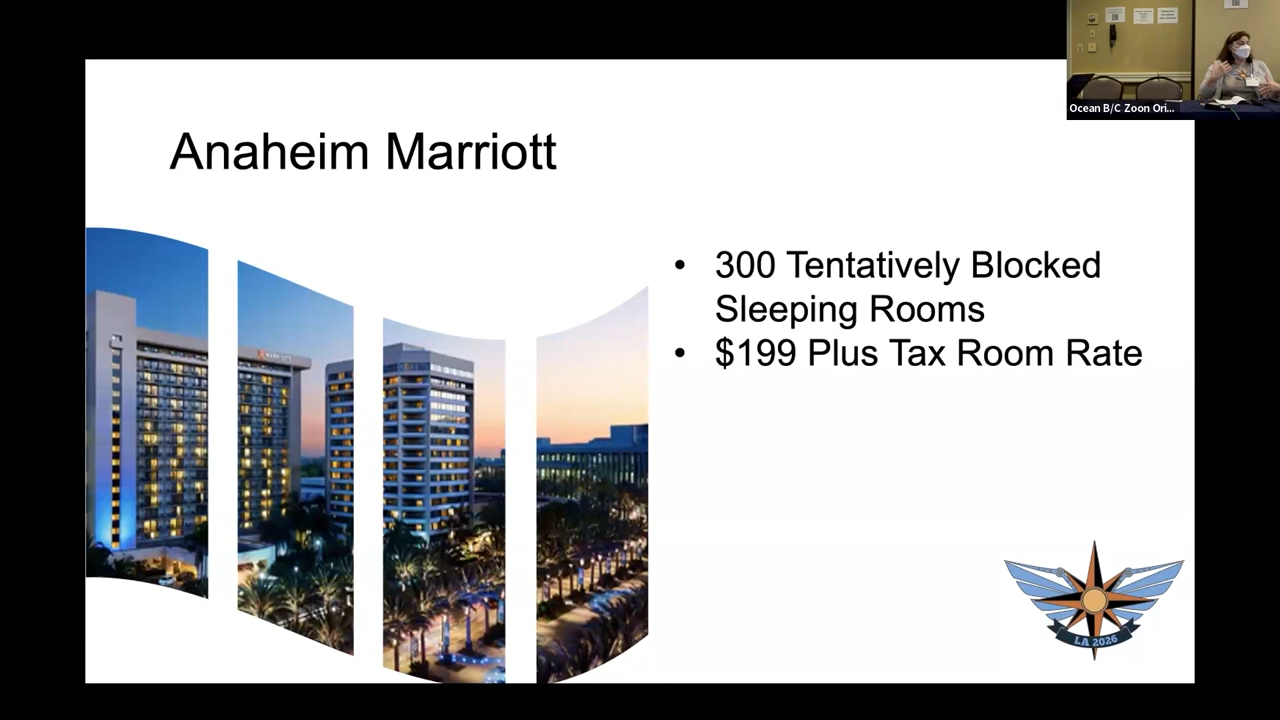 Ocean B/C Zoon Ori...
Anaheim Marriott
• 300 Tentatively Blocked
Sleeping Rooms
• $199 Plus Tax Room Rate
LA 2026